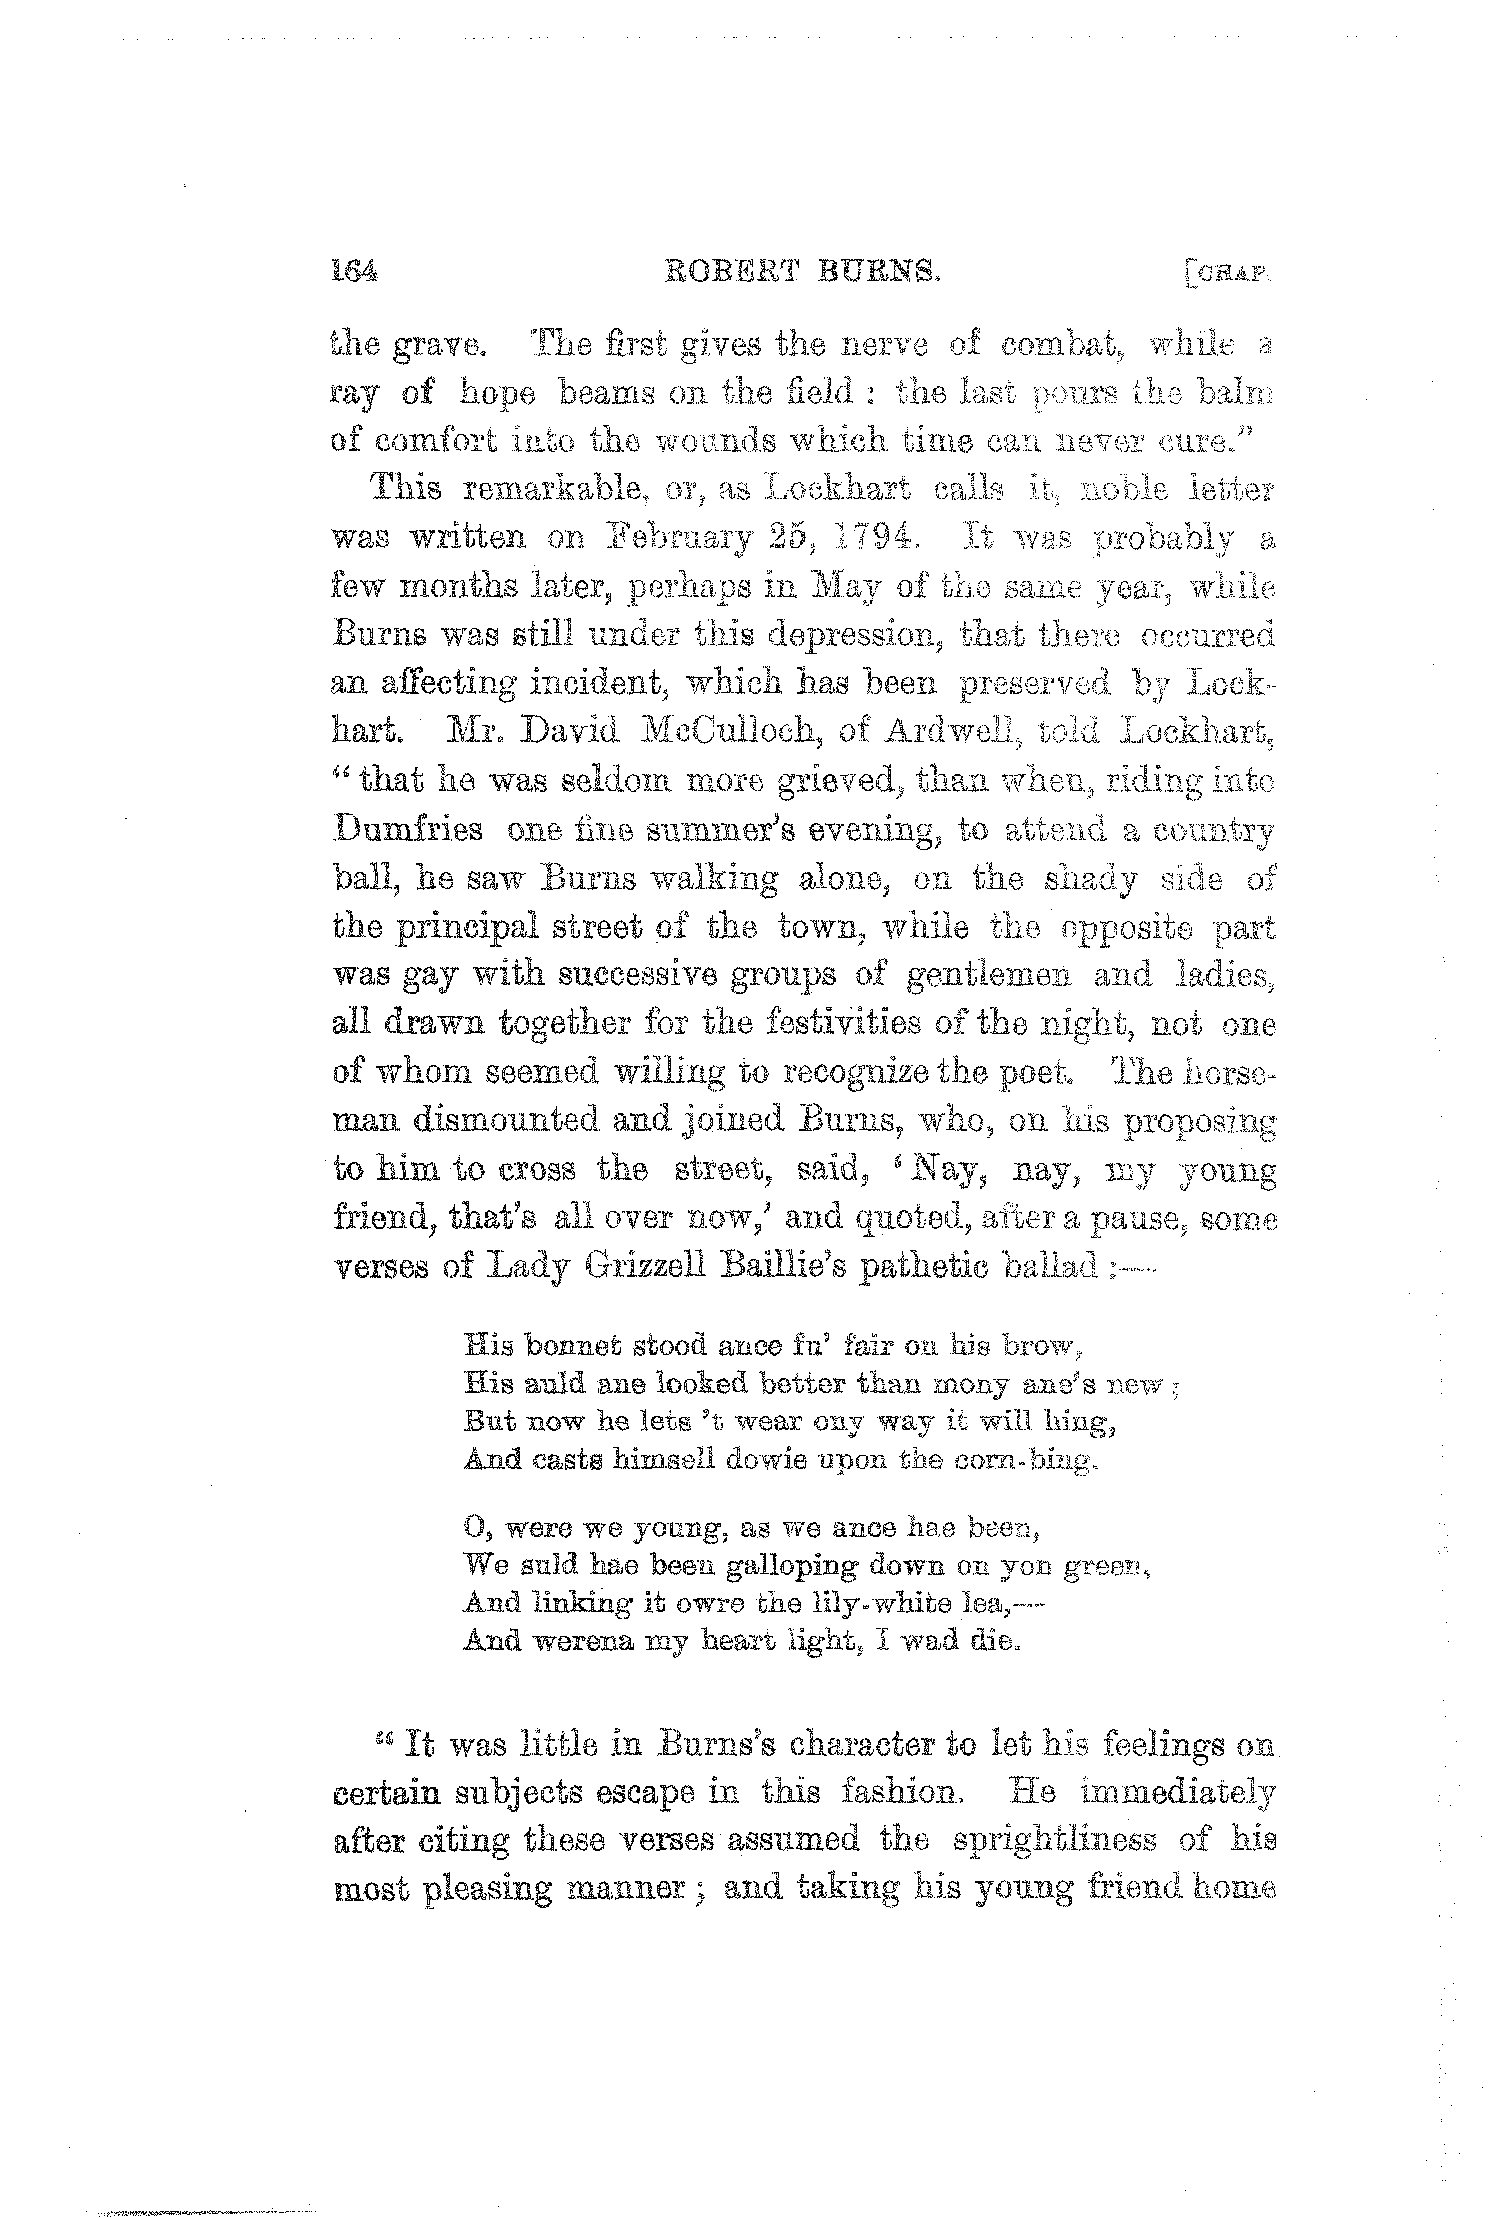 164 ROBERT BURNS. [CHAP.
the grave. The first gives the nerve of combat, while a
ray of hope beams on the field : the last pours the balm
of comfort into the wounds which time can never cure."
This remarkable, or, as Lockhart calls it, noble letter
was written on February 25, 1794. It was probably a
few months later, perhaps in May of the same year, while
Burns was still under this depression, that there occurred
an affecting incident, which has been preserved by Lock-
hart. Mr. David McCulloch, of Ardwell, told Lockhart,
"that he was seldom more grieved, than when, riding into
Dumfries one fine summer's evening, to attend a country
ball, he saw Burns walking alone, on the shady side of
the principal street of the town, while the opposite part
was gay with successive groups of gentlemen and ladies,
all drawn together for the festivities of the night, not one
of whom seemed willing to recognize the poet. The horse-
man dismounted and joined Burns, who, on his proposing
to him to cross the street, said, 'Nay, nay, my young
friend, that's all over now,' and quoted, after a pause, some
verses of Lady Grizzell Baillie's pathetic ballad :—
His bonnet stood ance fu' fair on his brow,
His auld ane looked better than mony ane's new ;
But now he lets 't wear ony way it will hing,
And casts himsell dowie upon the corn-bing.
O, were we young, as we ance hae been,
We suld hae been galloping down on yon green,
And linking it owre the lily-white lea,—
And werena my heart light, I wad die.
"It was little in Burns's character to let his feelings on
certain subjects escape in this fashion. He immediately
after citing these verses assumed the sprightliness of his
most pleasing manner ; and taking his young friend home